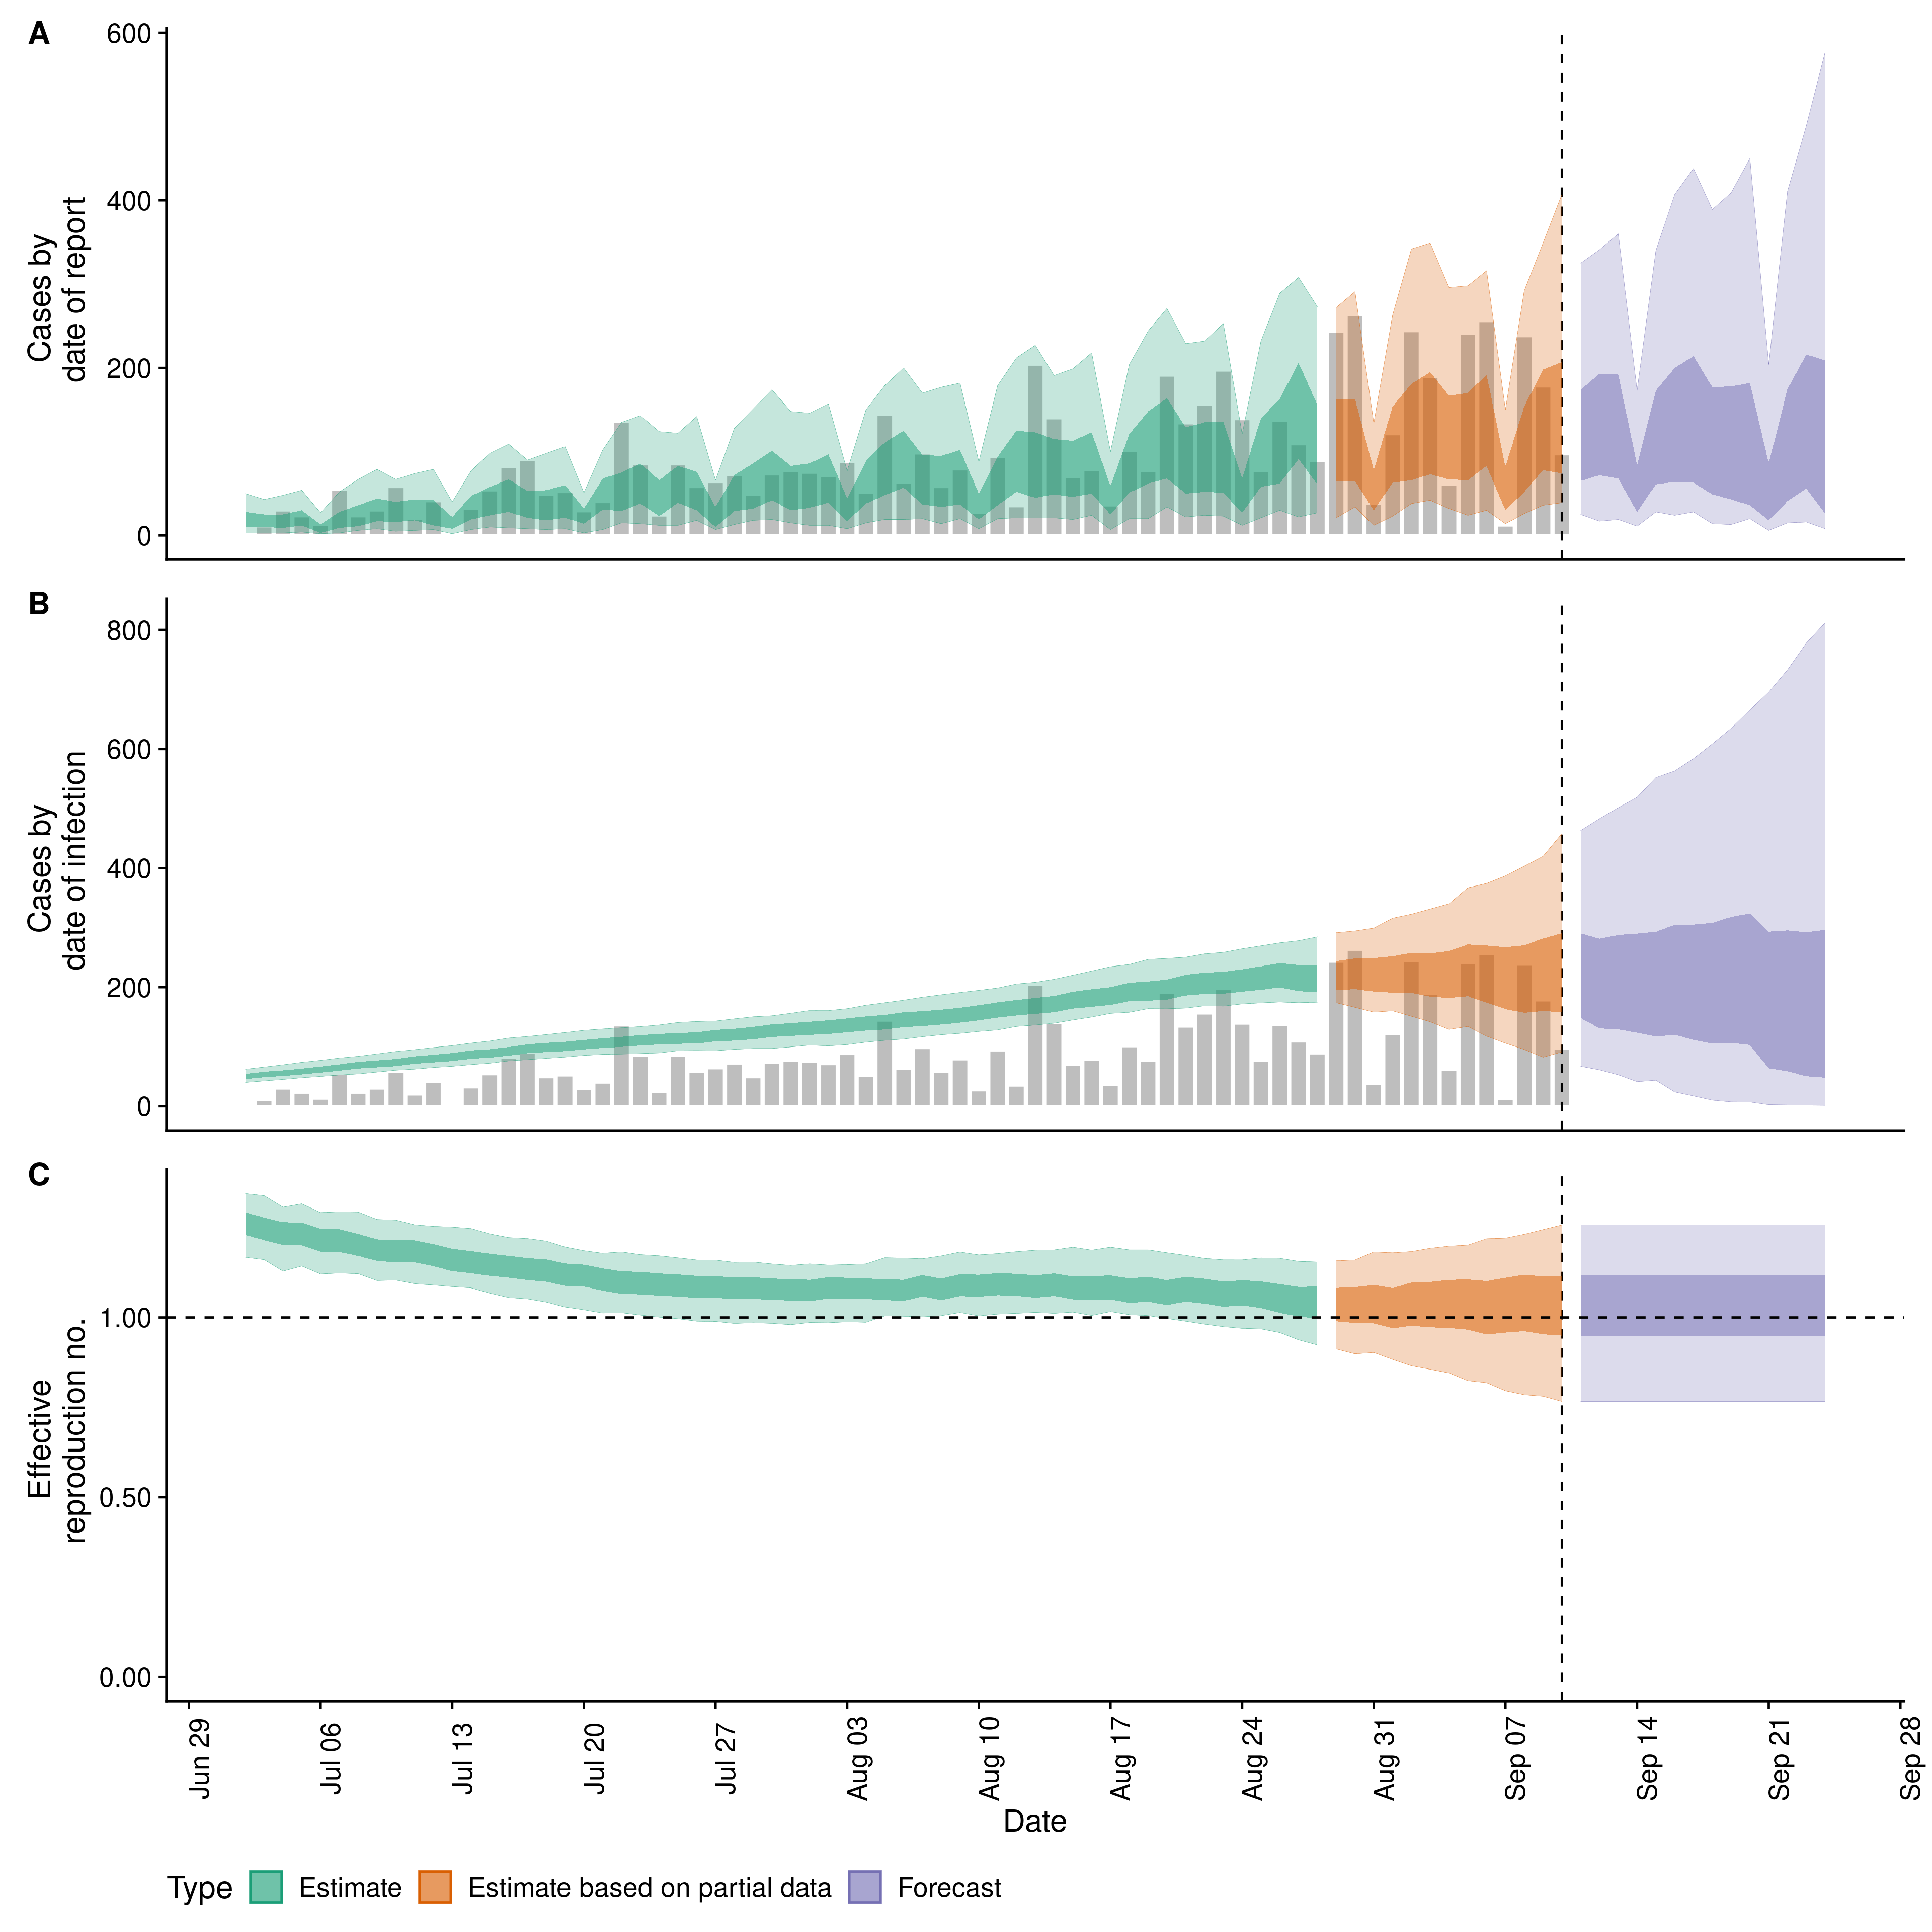 A
600
400
200
0
Cases by
date of report
B
800
600
400
200
0
Cases by
date of infection
C
1.00
0.50
0.00
Effective
reproduction no.
Jun 29
Jul 06
Jul 13
Jul 20
Jul 27
Aug 03
Aug 10
Aug 17
Aug 24
Aug 31
Sep 07
Sep 14
Sep 21
Sep 28
Date
Type Estimate Estimate based on partial data Forecast